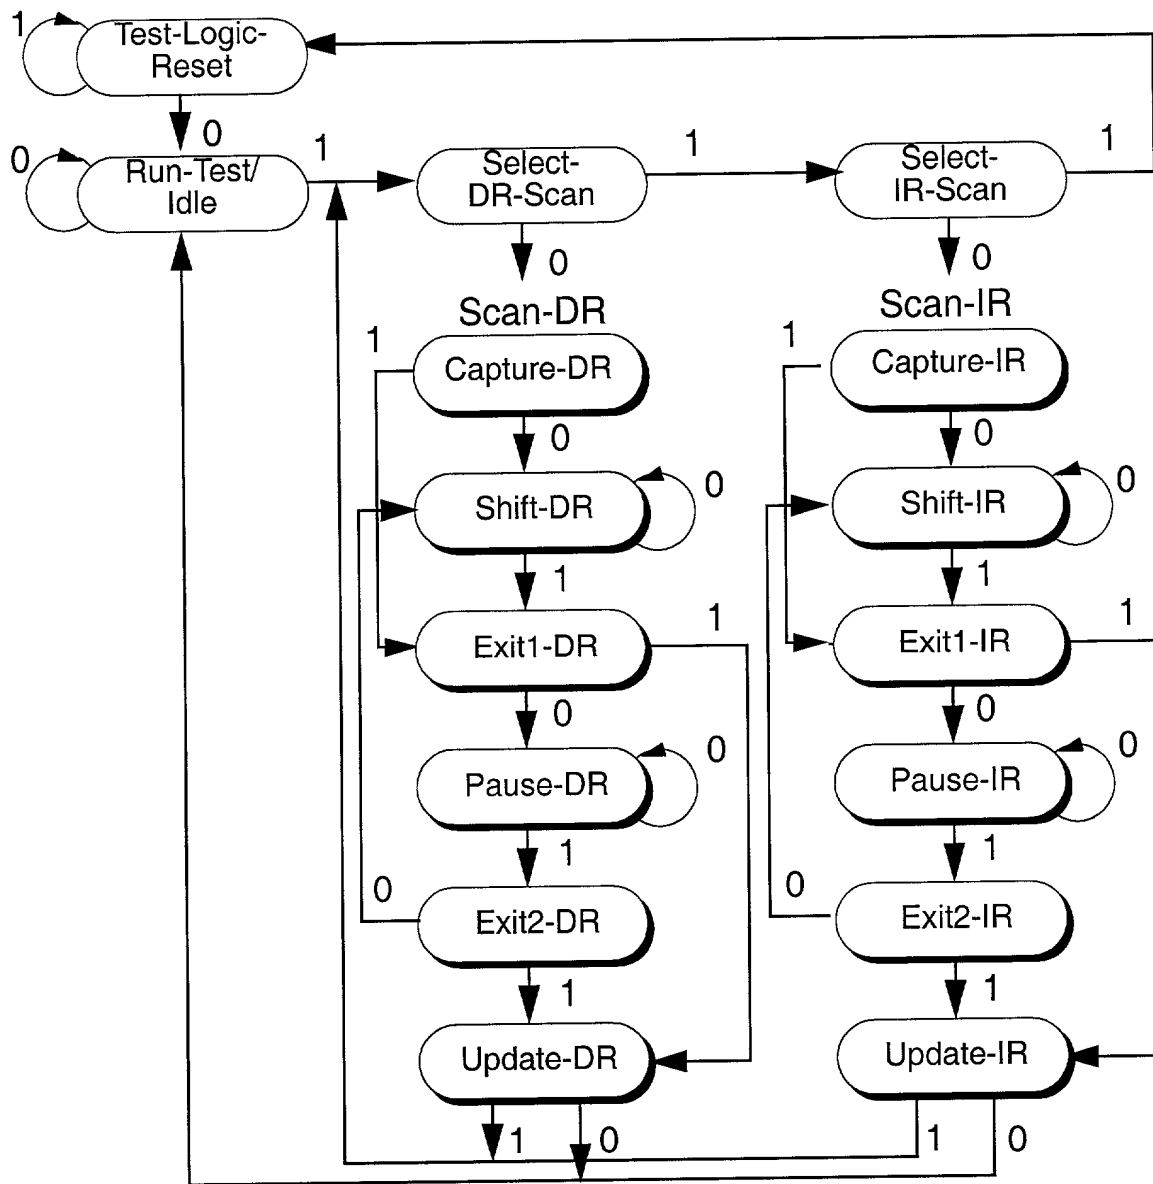 1
Test-Logic-
Reset
0
0
Run-Test/
Idle
1
Select-
DR-Scan
1
Select-
IR-Scan
1
0
0
Scan-DR
Scan-IR
1
Capture-DR
1
Capture-IR
0
0
Shift-DR
0
Shift-IR
0
1
1
Exit1-DR
1
Exit1-IR
1
0
0
Pause-DR
0
Pause-IR
0
1
1
0
Exit2-DR
0
Exit2-IR
1
1
Update-DR
Update-IR
1
0
1
0